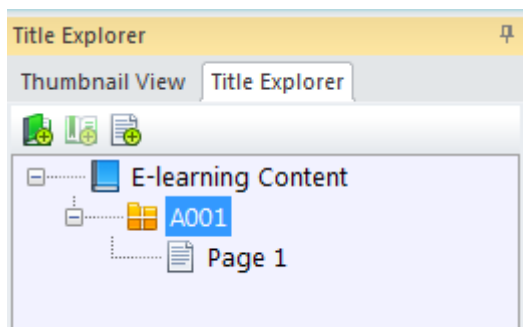 Title Explorer
Thumbnail View Title Explorer
E-learning Content
A001
Page 1